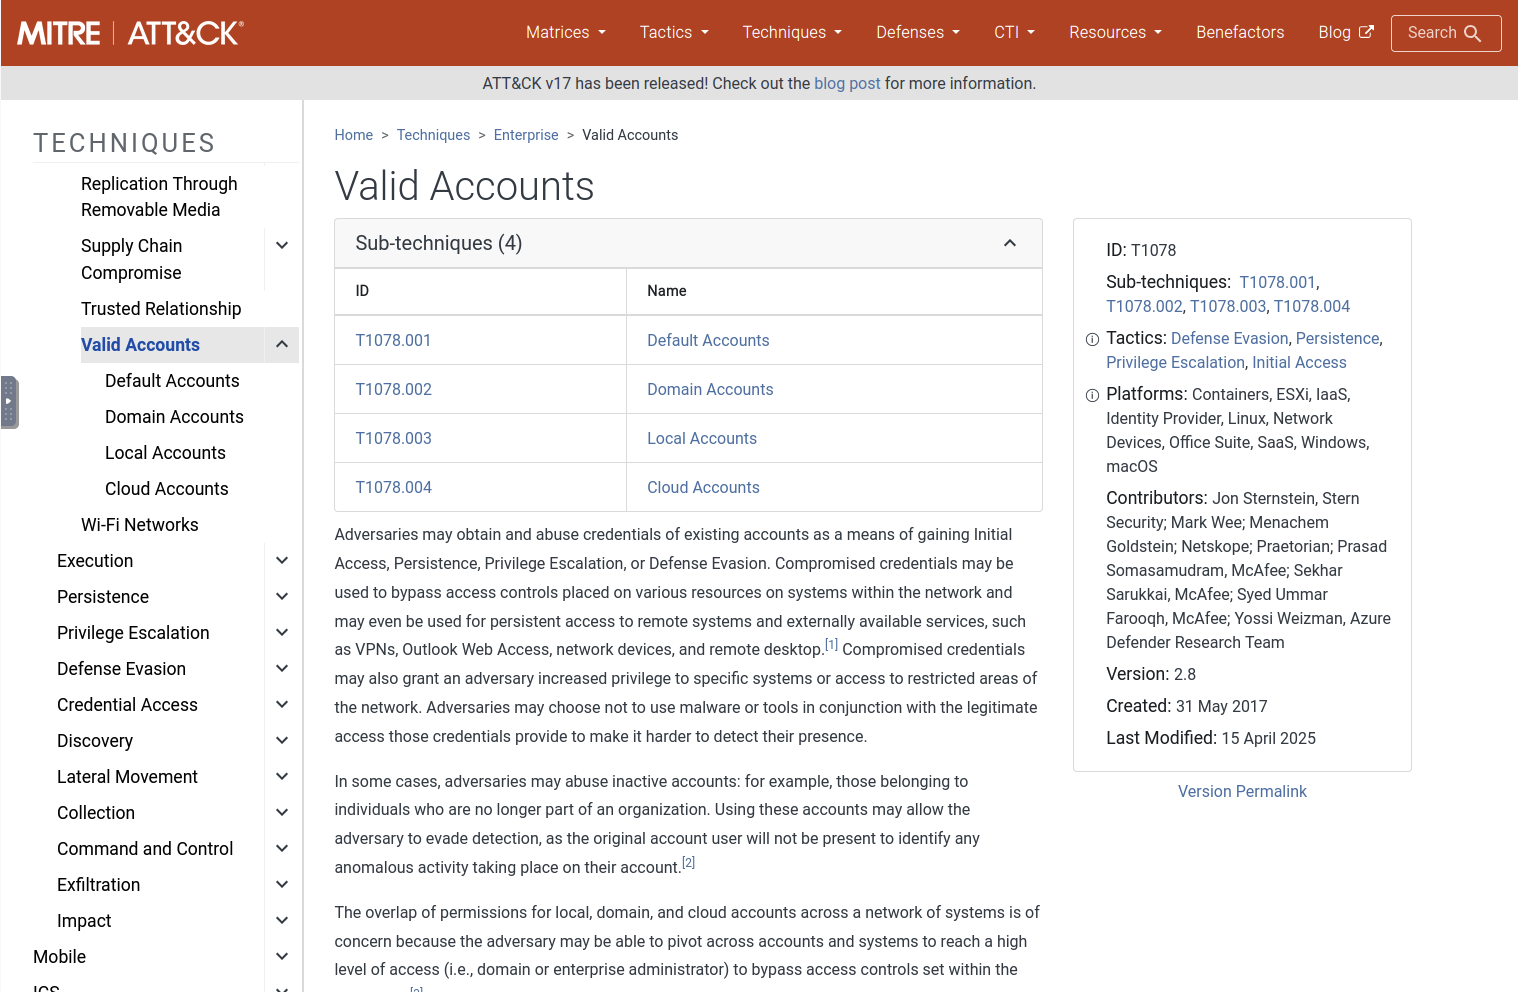 MITRE | ATT&CK®
Matrices
Tactics
Techniques
Defenses
CTI
Resources
Benefactors
Blog
Search
ATT&CK v17 has been released! Check out the blog post for more information.
TECHNIQUES
Replication Through
Removable Media
Supply Chain
Compromise
Trusted Relationship
Valid Accounts
Default Accounts
Domain Accounts
Local Accounts
Cloud Accounts
Wi-Fi Networks
Execution
Persistence
Privilege Escalation
Defense Evasion
Credential Access
Discovery
Lateral Movement
Collection
Command and Control
Exfiltration
Impact
Mobile
ICS
Home > Techniques > Enterprise > Valid Accounts
Valid Accounts
Sub-techniques (4)
ID Name
T1078.001 Default Accounts
T1078.002 Domain Accounts
T1078.003 Local Accounts
T1078.004 Cloud Accounts
Adversaries may obtain and abuse credentials of existing accounts as a means of gaining Initial
Access, Persistence, Privilege Escalation, or Defense Evasion. Compromised credentials may be
used to bypass access controls placed on various resources on systems within the network and
may even be used for persistent access to remote systems and externally available services, such
as VPNs, Outlook Web Access, network devices, and remote desktop.[1] Compromised credentials
may also grant an adversary increased privilege to specific systems or access to restricted areas of
the network. Adversaries may choose not to use malware or tools in conjunction with the legitimate
access those credentials provide to make it harder to detect their presence.
In some cases, adversaries may abuse inactive accounts: for example, those belonging to
individuals who are no longer part of an organization. Using these accounts may allow the
adversary to evade detection, as the original account user will not be present to identify any
anomalous activity taking place on their account.[2]
The overlap of permissions for local, domain, and cloud accounts across a network of systems is of
concern because the adversary may be able to pivot across accounts and systems to reach a high
level of access (i.e., domain or enterprise administrator) to bypass access controls set within the
ID: T1078
Sub-techniques: T1078.001,
T1078.002, T1078.003, T1078.004
Tactics: Defense Evasion, Persistence,
Privilege Escalation, Initial Access
Platforms: Containers, ESXi, IaaS,
Identity Provider, Linux, Network
Devices, Office Suite, SaaS, Windows,
macOS
Contributors: Jon Sternstein, Stern
Security; Mark Wee; Menachem
Goldstein; Netskope; Praetorian; Prasad
Somasamudram, McAfee; Sekhar
Sarukkai, McAfee; Syed Ummar
Farooqh, McAfee; Yossi Weizman, Azure
Defender Research Team
Version: 2.8
Created: 31 May 2017
Last Modified: 15 April 2025
Version Permalink